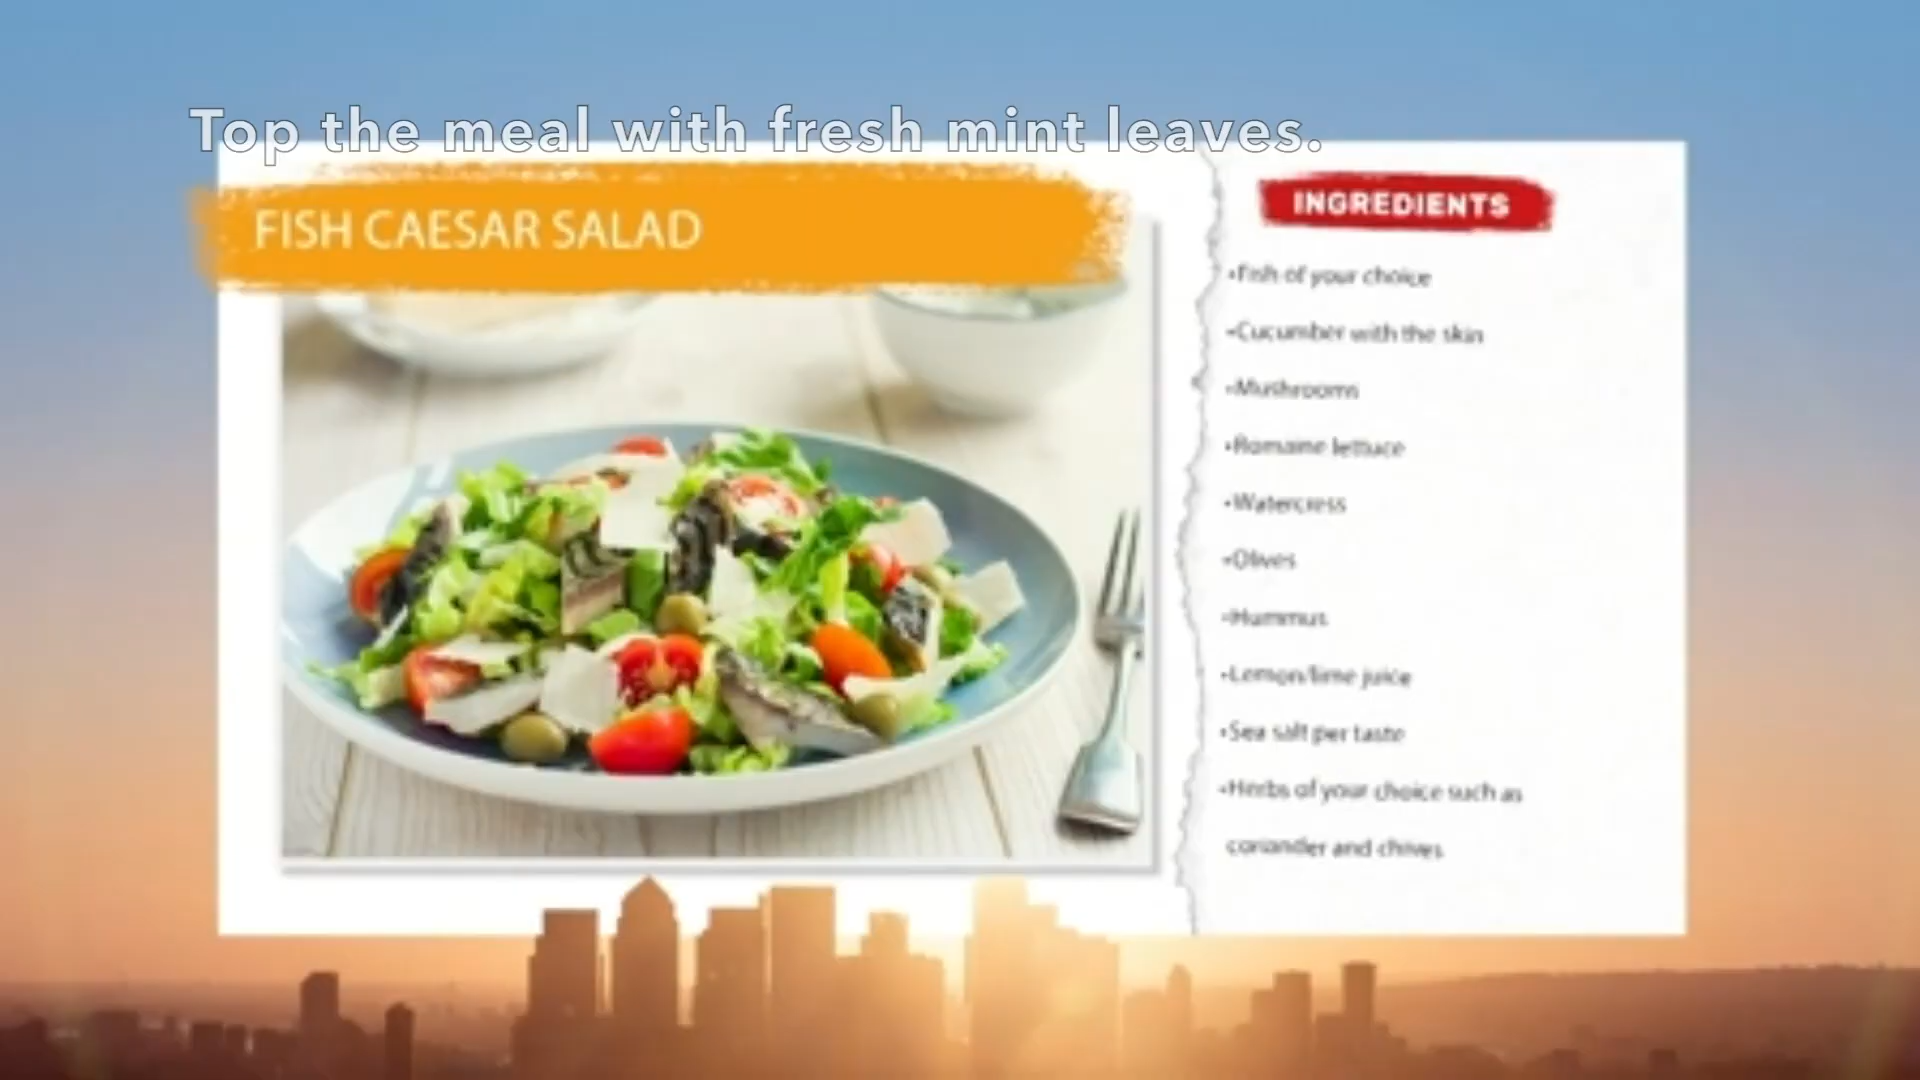 Top the meal with fresh mint leaves.
FISH CAESAR SALAD
INGREDIENTS
•Fish of your choice
•Cucumber with the skin
•Mushrooms
•Romaine lettuce
•Watercress
•Olives
•Hummus
•Lemon/lime juice
•Sea salt per taste
•Herbs of your choice such as
coriander and chives